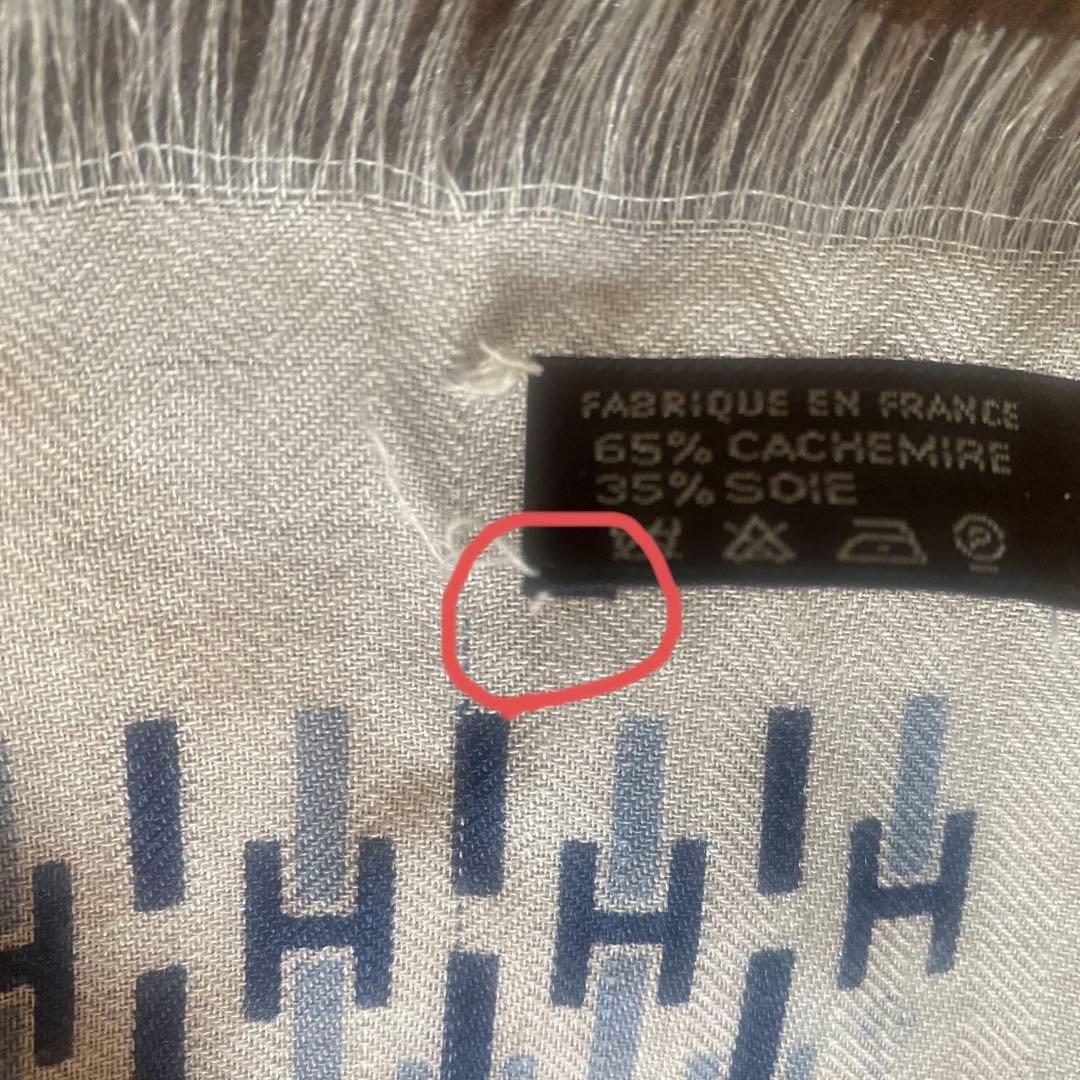 FABRIQUE EN FRANCE
65% CACHEMIRE
35% SOIE
P
H H H
H